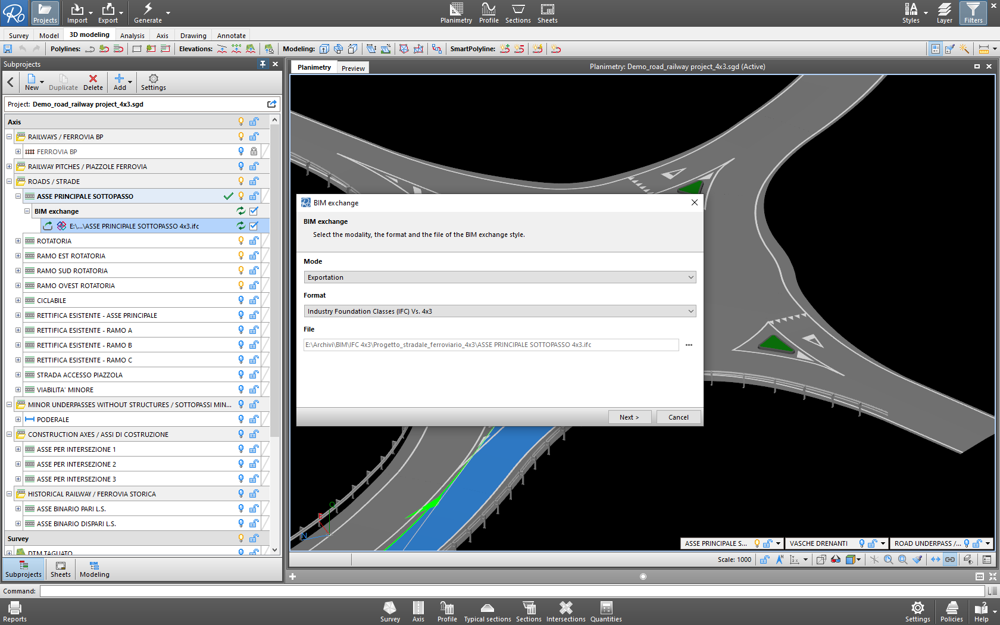 Ro
Projects
Import
Export
Generate
Planimetry
Profile
Sections
Sheets
Styles
Layer
Filters
Survey
Model
3D modeling
Analysis
Axis
Drawing
Annotate
Polylines:
Elevations:
Modeling:
SmartPolyline:
Subprojects
Planimetry
Preview
Planimetry: Demo_road_railway project_4x3.sgd (Active)
New
Duplicate
Delete
Add
Settings
Project: Demo_road_railway project_4x3.sgd
Axis
RAILWAYS / FERROVIA BP
FERROVIA BP
RAILWAY PITCHES / PIAZZOLE FERROVIA
ROADS / STRADE
ASSE PRINCIPALE SOTTOPASSO
BIM exchange
E:\...\ASSE PRINCIPALE SOTTOPASSO 4x3.ifc
ROTATORIA
RAMO EST ROTATORIA
RAMO SUD ROTATORIA
RAMO OVEST ROTATORIA
CICLABILE
RETTIFICA ESISTENTE - ASSE PRINCIPALE
RETTIFICA ESISTENTE - RAMO A
RETTIFICA ESISTENTE - RAMO B
RETTIFICA ESISTENTE - RAMO C
STRADA ACCESSO PIAZZOLA
VIABILITA' MINORE
MINOR UNDERPASSES WITHOUT STRUCTURES / SOTTOPASSI MIN...
PODERALE
CONSTRUCTION AXES / ASSI DI COSTRUZIONE
ASSE PER INTERSEZIONE 1
ASSE PER INTERSEZIONE 2
ASSE PER INTERSEZIONE 3
HISTORICAL RAILWAY / FERROVIA STORICA
ASSE BINARIO PARI L.S.
ASSE BINARIO DISPARI L.S.
Survey
DTM TAGLIATO
BIM exchange
BIM exchange
Select the modality, the format and the file of the BIM exchange style.
Mode
Exportation
Format
Industry Foundation Classes (IFC) Vs. 4x3
File
E:\Archivi\BIM\IFC 4x3\Progetto_stradale_ferroviario_4x3\ASSE PRINCIPALE SOTTOPASSO 4x3.ifc
Next >
Cancel
Q
E
N
ASSE PRINCIPALE S...
VASCHE DRENANTI
ROAD UNDERPASS /...
Scale: 1000
Subprojects
Sheets
BIM
Modeling
Command:
Reports
Survey
Axis
Profile
Typical sections
Sections
Intersections
Quantities
Settings
Policies
Help